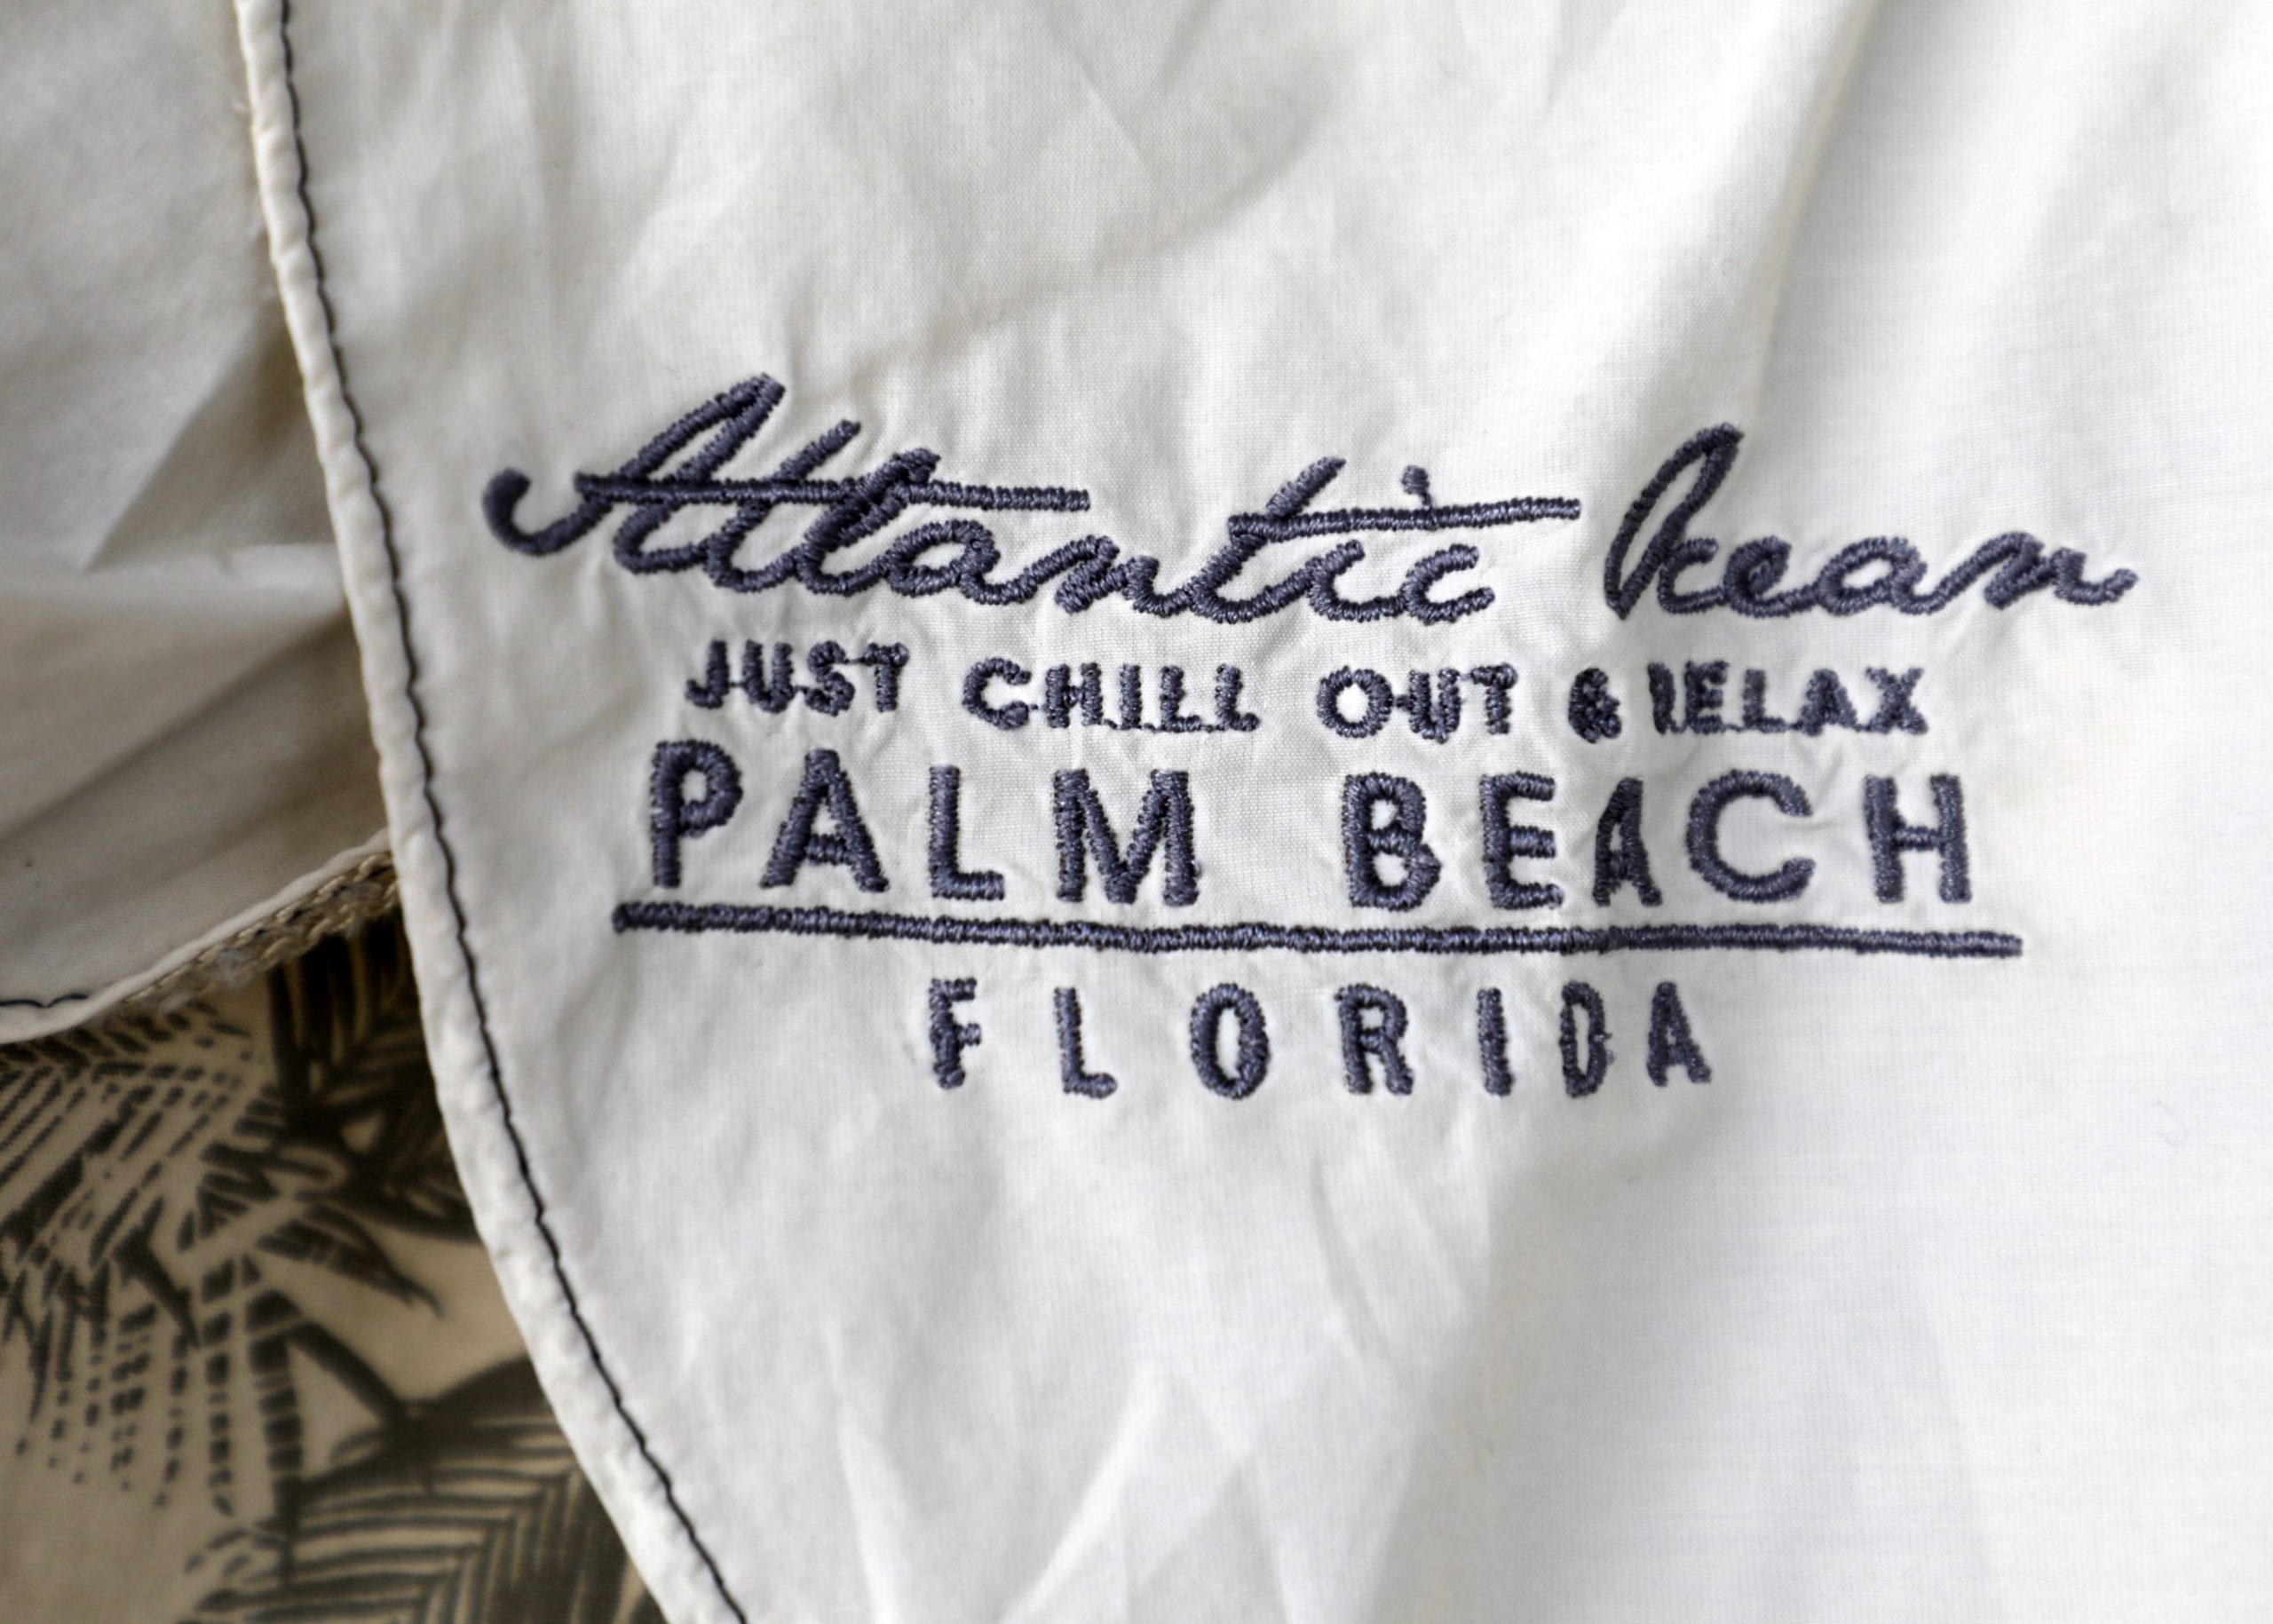 Atlantic Ocean
JUST CHILL OUT & RELAX
PALM BEACH
FLORIDA